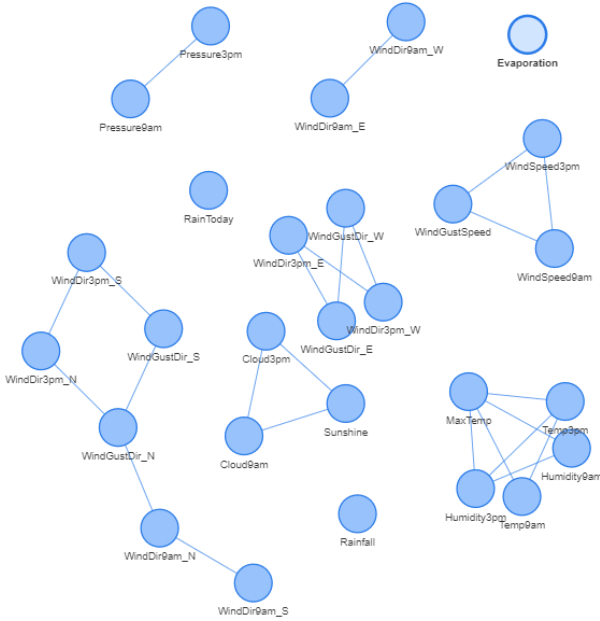 WindDir9am_W
Pressure3pm
Evaporation
Pressure9am
WindDir9am_E
WindSpeed3pm
RainToday
WindGustSpeed
WindGustDir_W
WindDir3pm_E
WindSpeed9am
WindDir3pm_S
WindDir3pm_W
WindGustDir_E
WindGustDir_S
Cloud3pm
WindDir3pm_N
MaxTemp
Temp3pm
Sunshine
WindGustDir_N
Cloud9am
Humidity9am
Humidity3pm
Temp9am
Rainfall
WindDir9am_N
WindDir9am_S